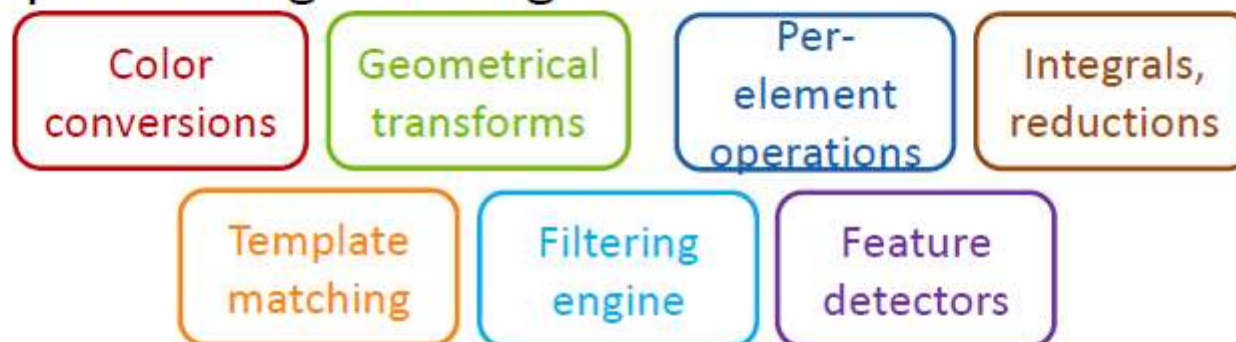 Color
conversions
Geometrical
transforms
Per-
element
operations
Integrals,
reductions
Template
matching
Filtering
engine
Feature
detectors